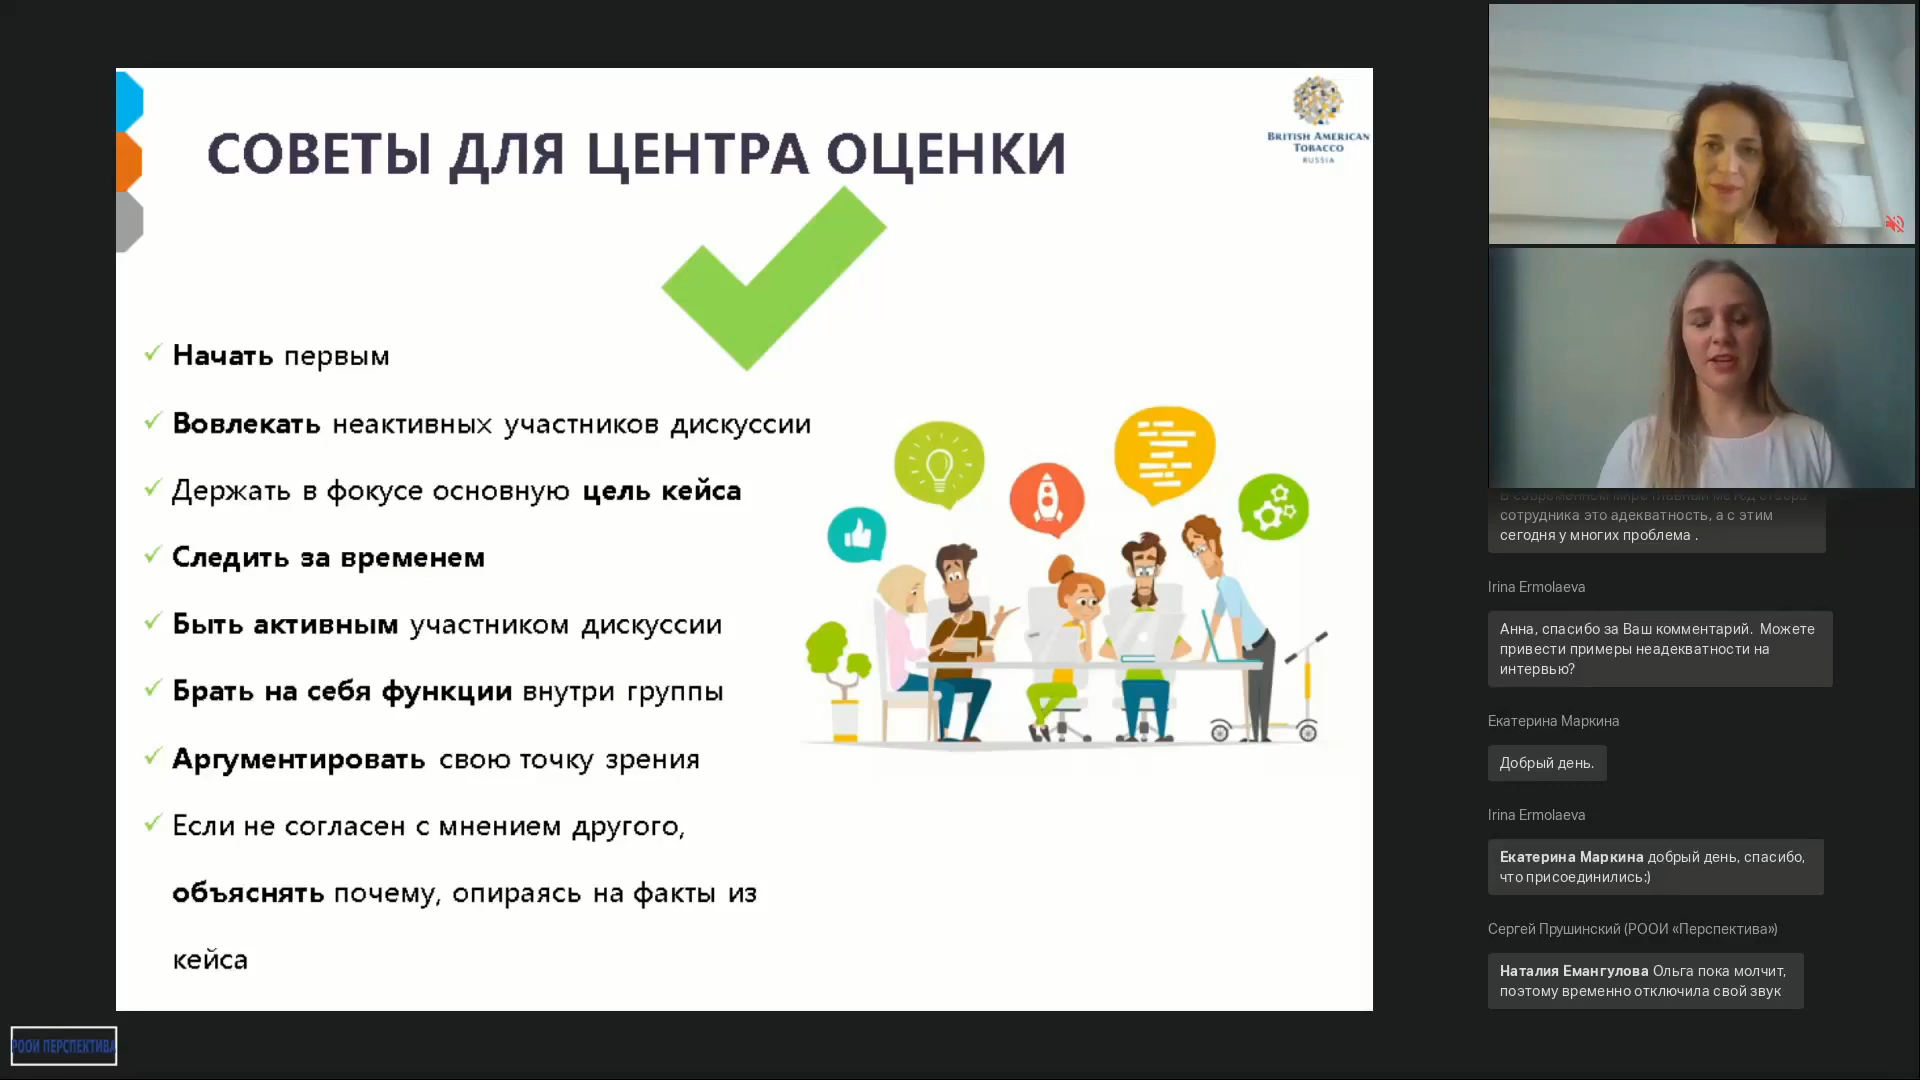 СОВЕТЫ ДЛЯ ЦЕНТРА ОЦЕНКИ
BRITISH AMERICAN
TOBACCO
RUSSIA
Начать первым
Вовлекать неактивных участников дискуссии
Держать в фокусе основную цель кейса
Следить за временем
Быть активным участником дискуссии
Брать на себя функции внутри группы
Аргументировать свою точку зрения
Если не согласен с мнением другого,
объяснять почему, опираясь на факты из
кейса
В современном мире главный метод отбора
сотрудника это адекватность, а с этим
сегодня у многих проблема .
Irina Ermolaeva
Анна, спасибо за Ваш комментарий. Можете
привести примеры неадекватности на
интервью?
Екатерина Маркина
Добрый день.
Irina Ermolaeva
Екатерина Маркина добрый день, спасибо,
что присоединились:)
Сергей Прушинский (РООИ «Перспектива»)
Наталия Емангулова Ольга пока молчит,
поэтому временно отключила свой звук
РООИ ПЕРСПЕКТИВА